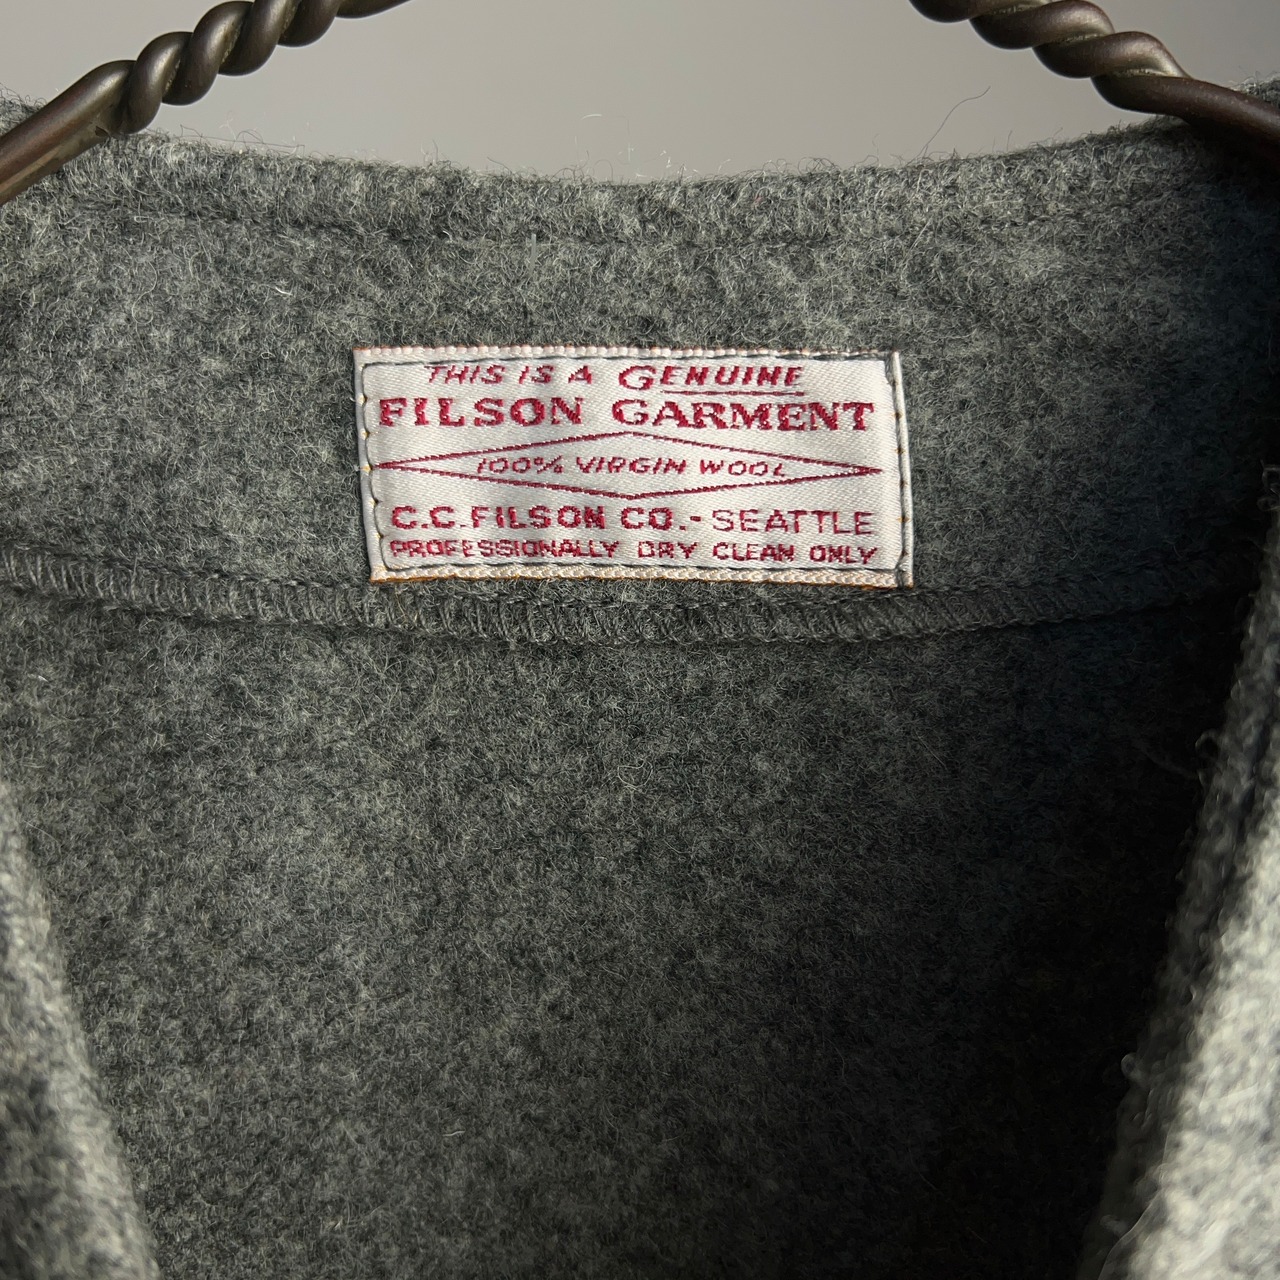 THIS IS A GENUINE
FILSON GARMENT
100% VIRGIN WOOL
C.C. FILSON CO.- SEATTLE
PROFESSIONALLY DRY CLEAN ONLY